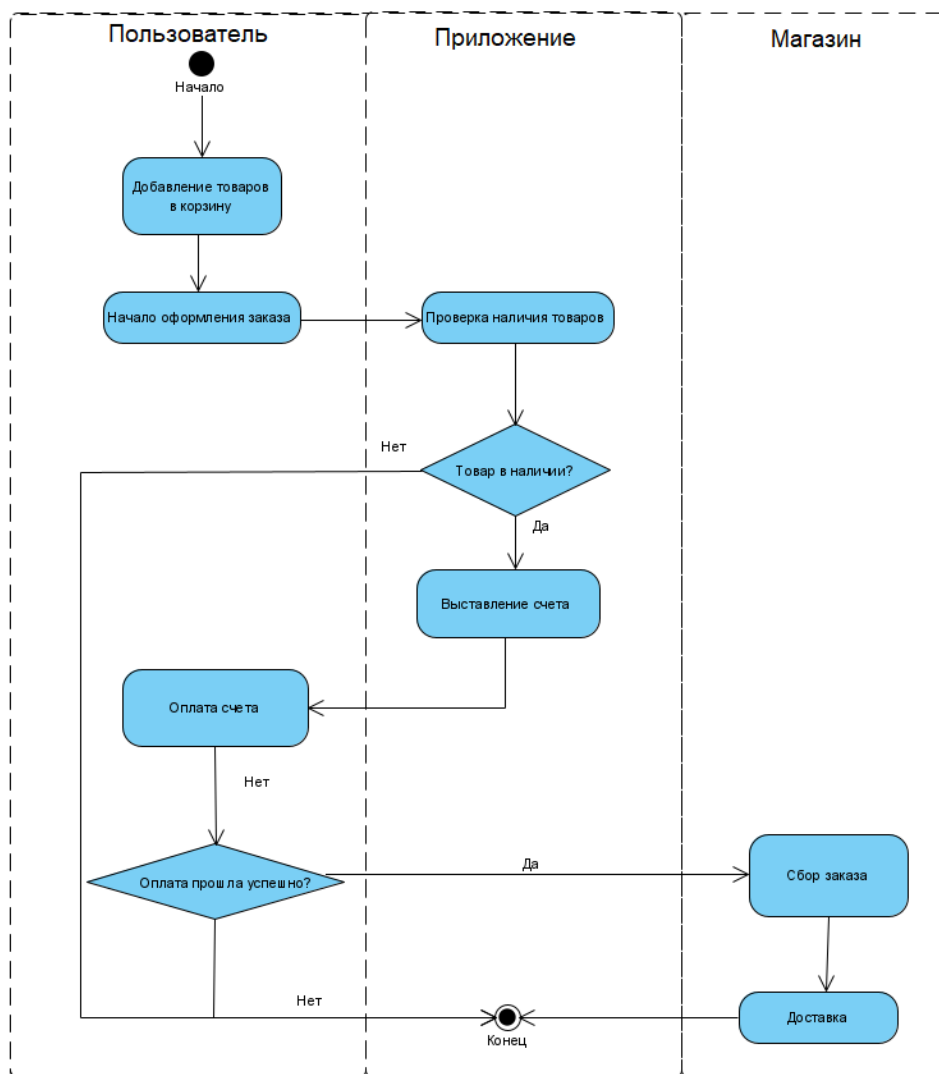 Пользователь
Приложение
Магазин
Начало
Добавление товаров
в корзину
Начало оформления заказа
Проверка наличия товаров
Нет
Товар в наличии?
Да
Выставление счета
Оплата счета
Нет
Да
Оплата прошла успешно?
Сбор заказа
Нет
Конец
Доставка